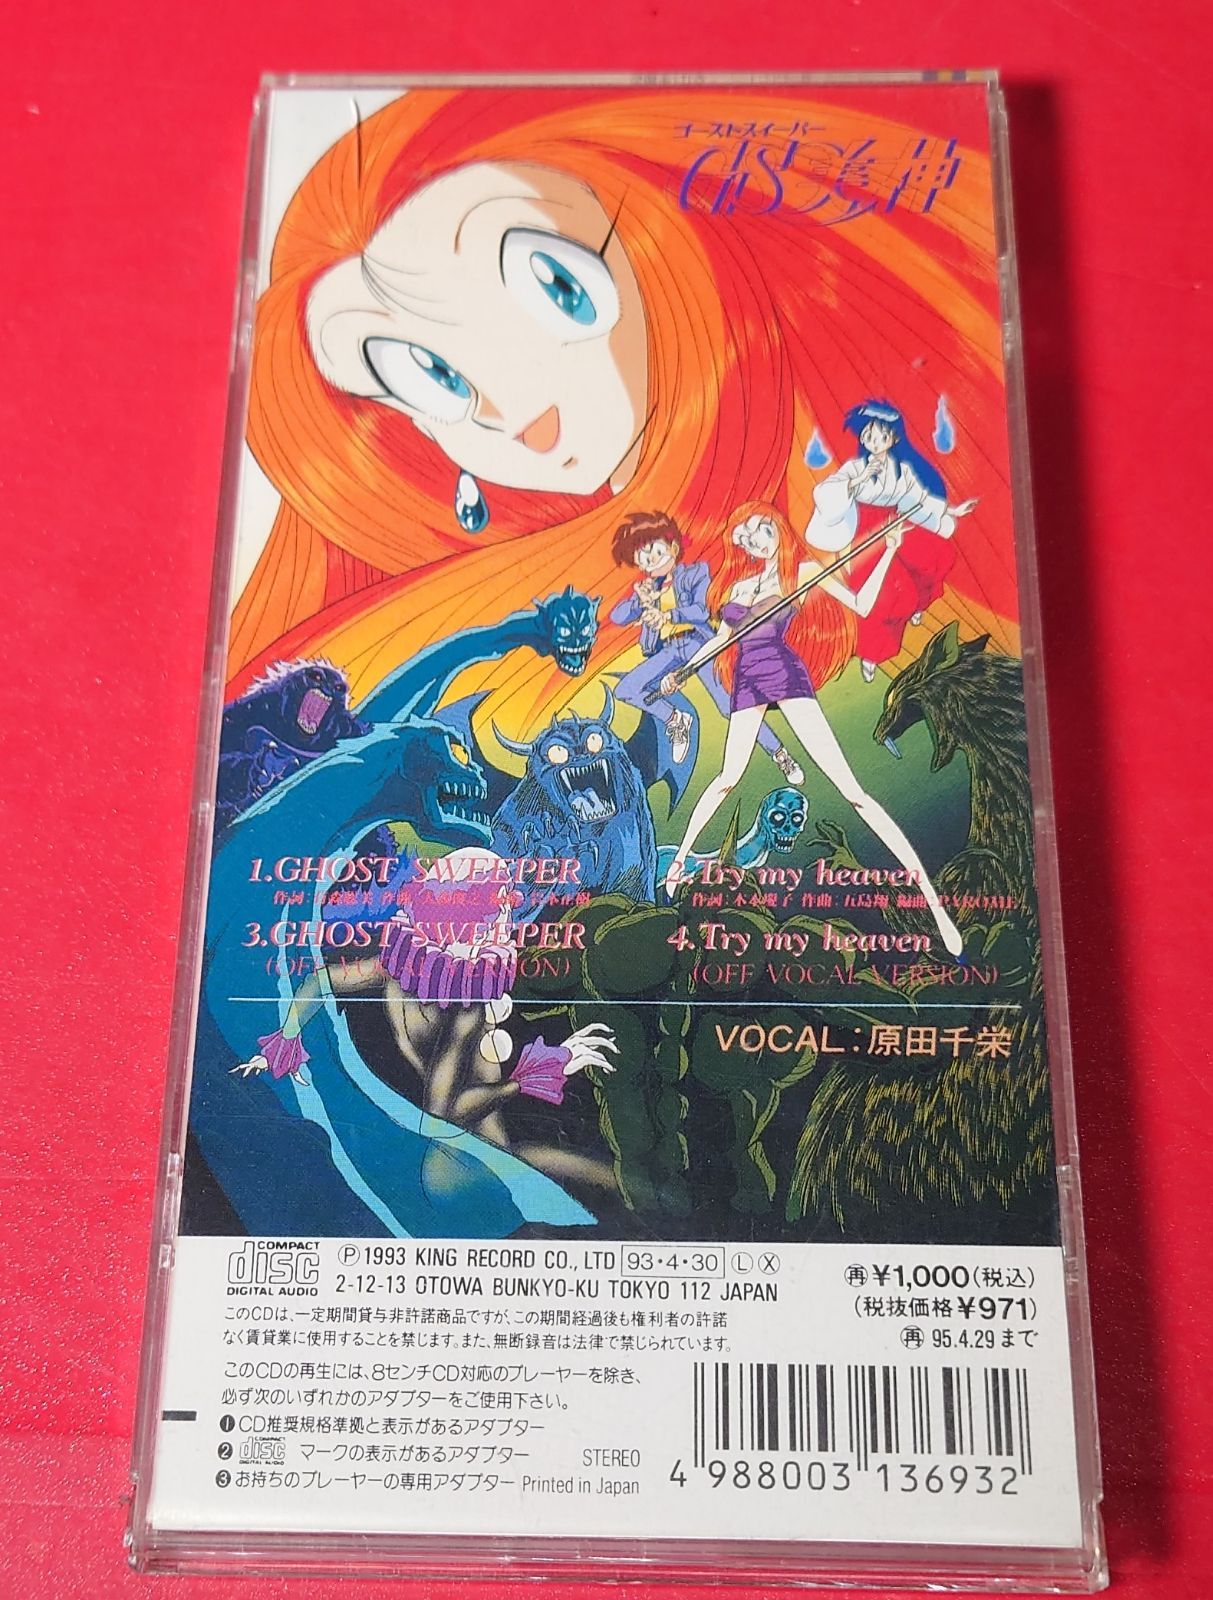 ゴーストスイーパー
GS美神
1.GHOST SWEEPER
2.Try my heaven
3.GHOST SWEEPER
(OFF VOCAL VERSION)
4.Try my heaven
(OFF VOCAL VERSION)
VOCAL:原田千栄
COMPACT
disc
DIGITAL AUDIO
Ⓟ1993 KING RECORD CO., LTD 93・4・30 Ⓛ Ⓧ
2-12-13 OTOWA BUNKYO-KU TOKYO 112 JAPAN
このCDは、一定期間貸与非許諾商品ですが、この期間経過後も権利者の許諾
なく賃貸業に使用することを禁じます。また、無断録音は法律で禁じられています。
このCDの再生には、8センチCD対応のプレーヤーを除き、
必ず次のいずれかのアダプターをご使用下さい。
❶CD推奨規格準拠と表示があるアダプター
❷ COMPACT disc DIGITAL AUDIO マークの表示があるアダプター
❸お持ちのプレーヤーの専用アダプター
STEREO
Printed in Japan
再¥1,000(税込)
(税抜価格¥971)
再95.4.29まで
4 988003 136932